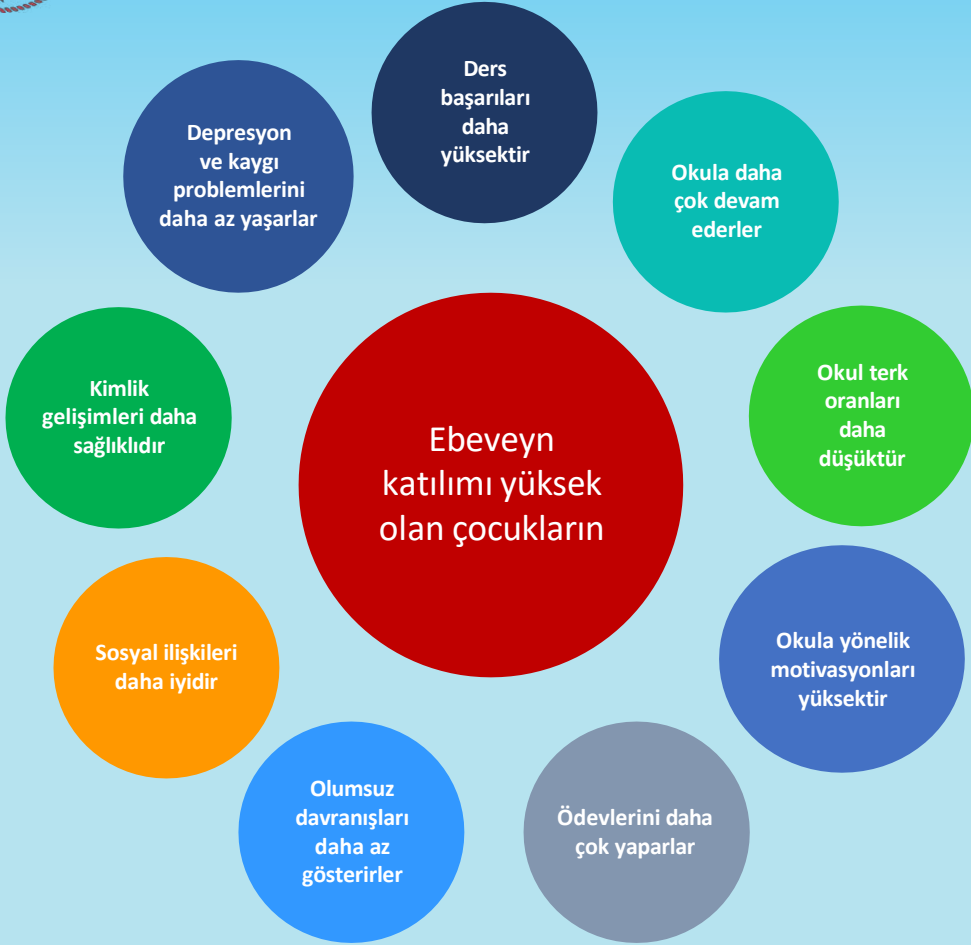 Ders
başarıları
daha
yüksektir
Depresyon
ve kaygı
problemlerini
daha az yaşarlar
Okula daha
çok devam
ederler
Kimlik
gelişimleri daha
sağlıklıdır
Ebeveyn
katılımı yüksek
olan çocukların
Okul terk
oranları
daha
düşüktür
Sosyal ilişkileri
daha iyidir
Okula yönelik
motivasyonları
yüksektir
Olumsuz
davranışları
daha az
gösterirler
Ödevlerini daha
çok yaparlar